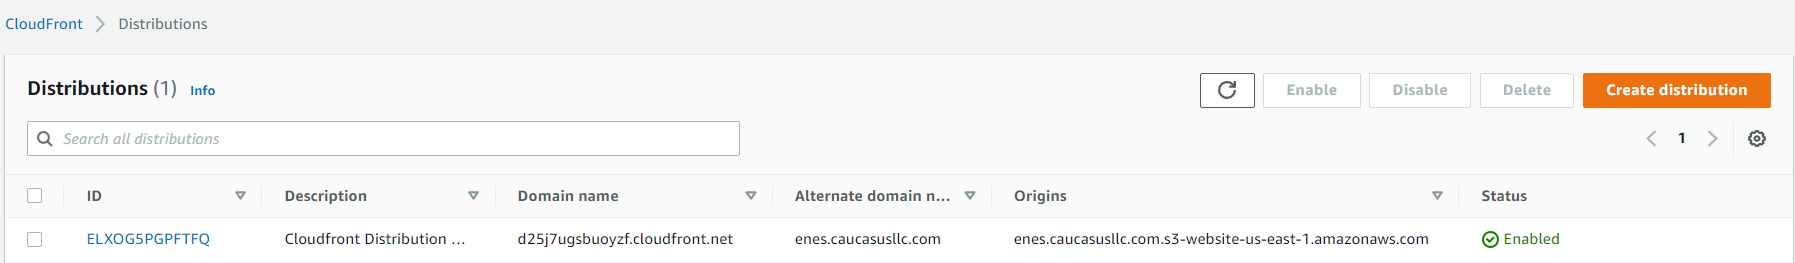 CloudFront > Distributions
Distributions (1) Info
Enable Disable Delete Create distribution
Search all distributions
1
ID Description Domain name Alternate domain n... Origins Status
ELXOG5PGPFTFQ Cloudfront Distribution ... d25j7ugsbuoyzf.cloudfront.net enes.caucasusllc.com enes.caucasusllc.com.s3-website-us-east-1.amazonaws.com Enabled